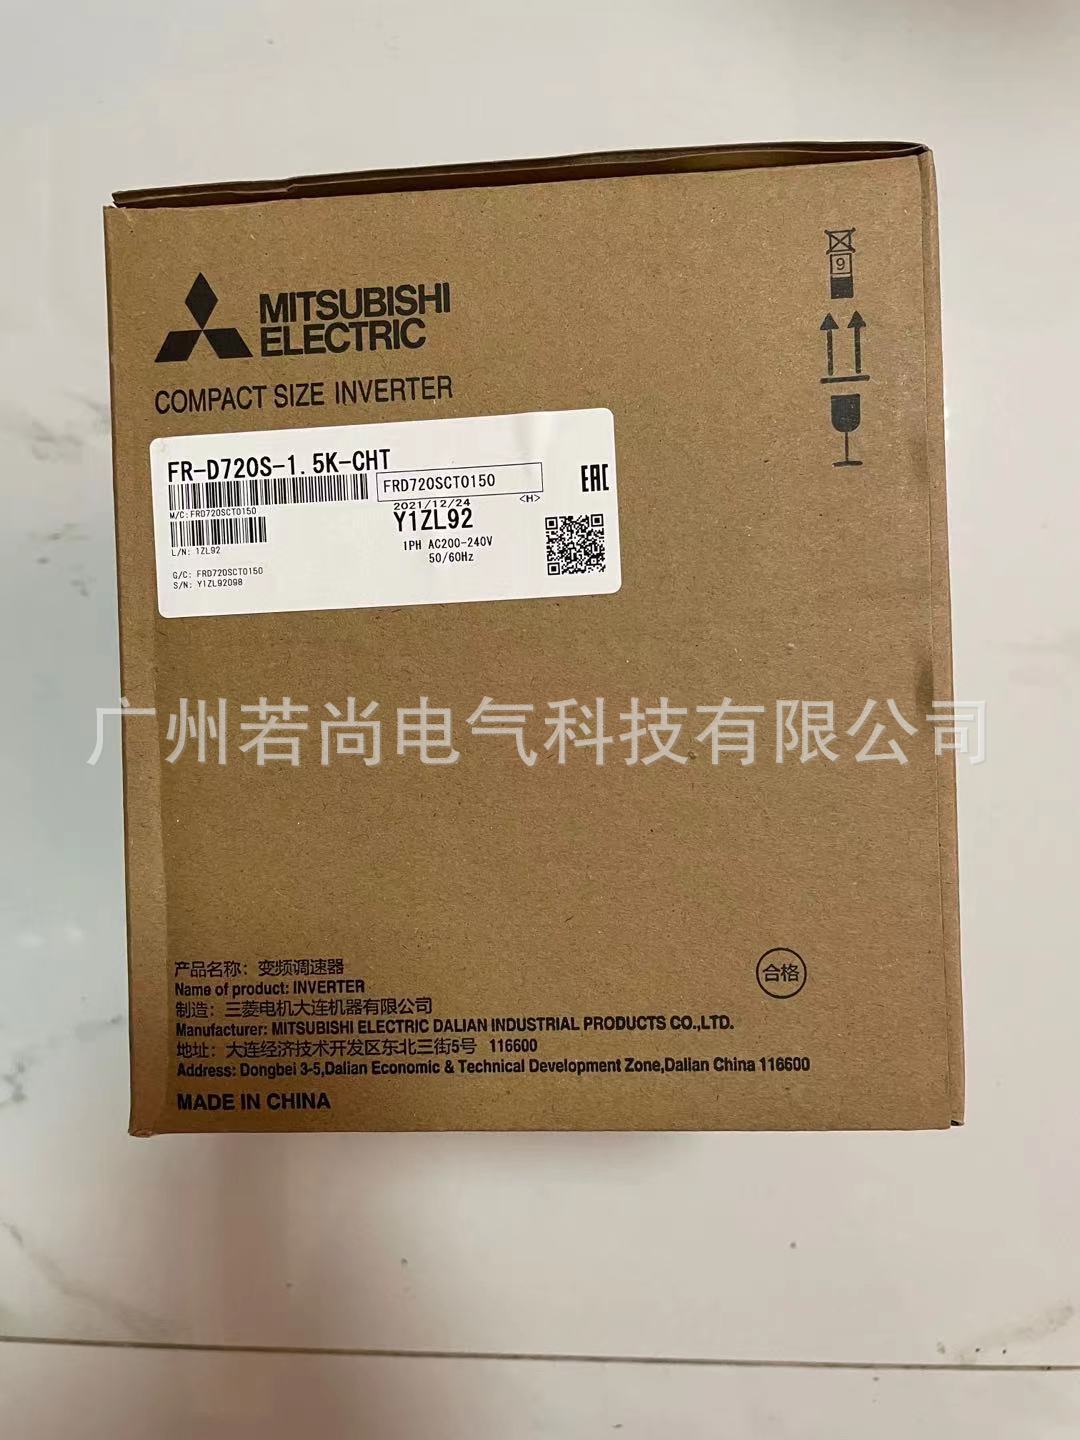 MITSUBISHI
ELECTRIC
COMPACT SIZE INVERTER
9
FR-D720S-1.5K-CHT
FRD720SCT0150
M/C:FRD720SCT0150
2021/12/24
<H>
EAC
Y1ZL92
L/N: 1ZL92
1PH AC200-240V
50/60Hz
G/C: FRD720SCT0150
S/N: Y1ZL92098
广州若尚电气科技有限公司
产品名称：变频调速器
Name of product: INVERTER
合格
制造：三菱电机大连机器有限公司
Manufacturer: MITSUBISHI ELECTRIC DALIAN INDUSTRIAL PRODUCTS CO.,LTD.
地址：大连经济技术开发区东北三街5号 116600
Address: Dongbei 3-5,Dalian Economic & Technical Development Zone,Dalian China 116600
MADE IN CHINA